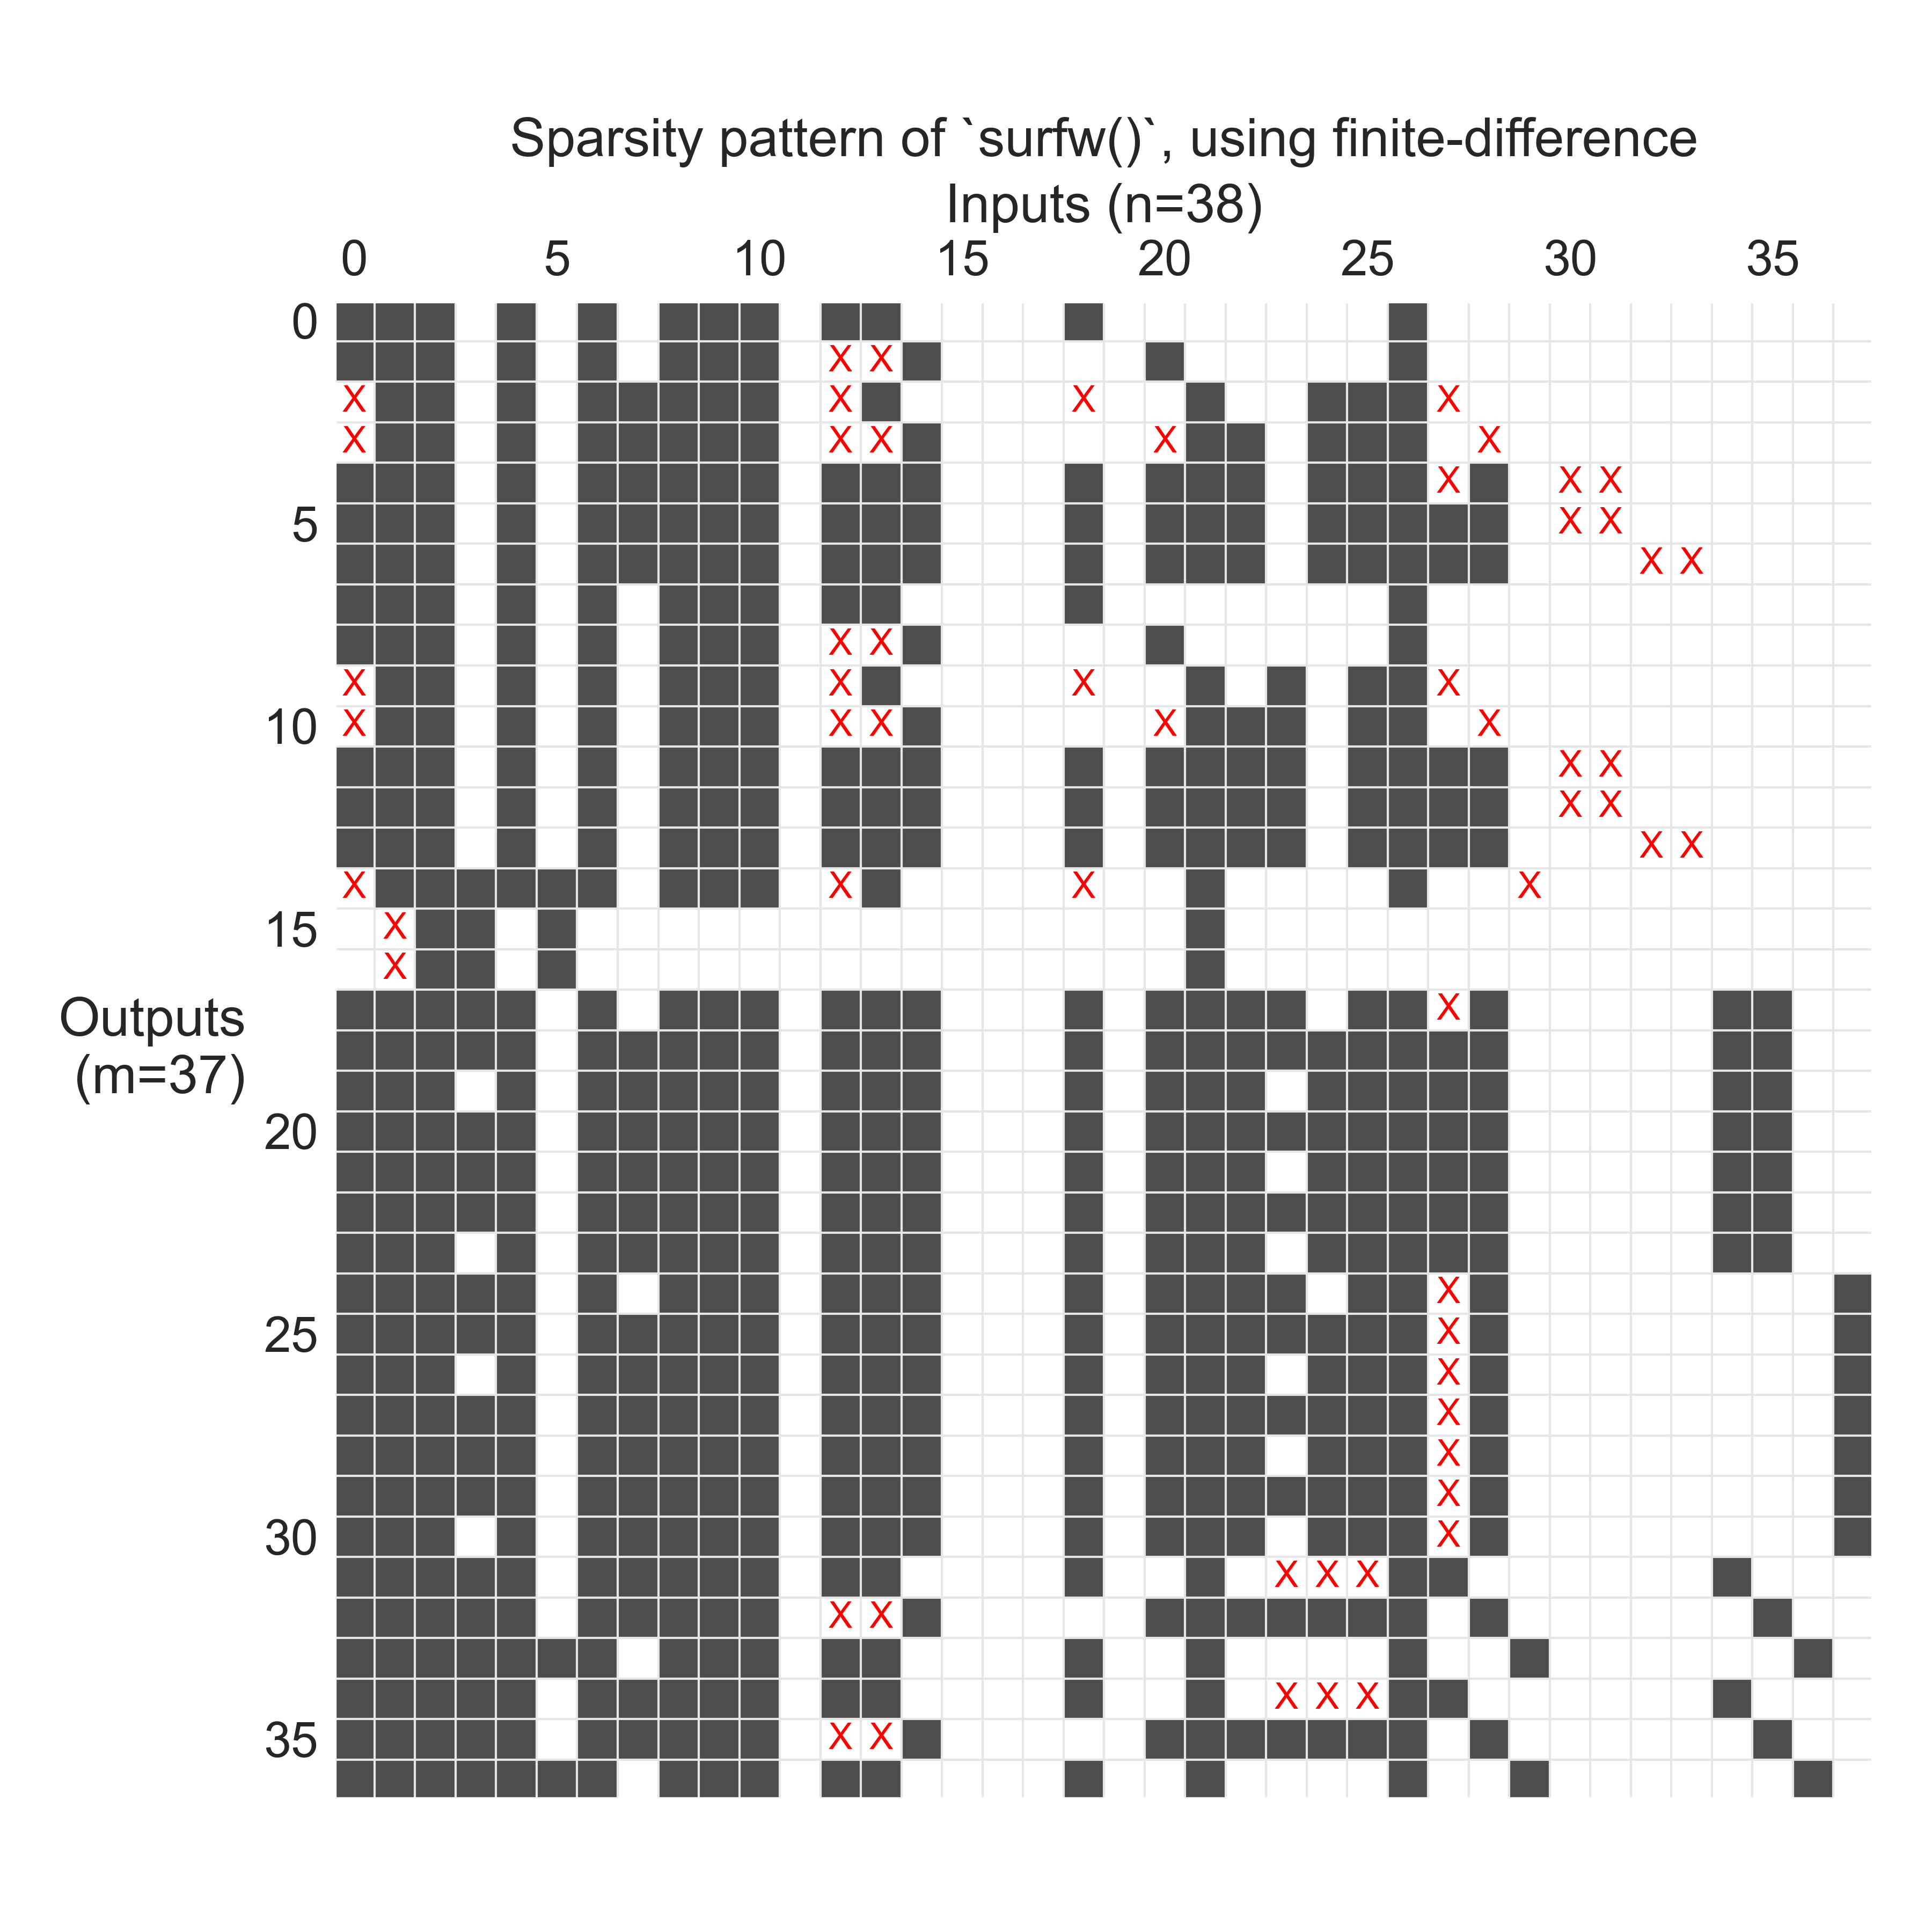 Sparsity pattern of `surfw()`, using finite-difference
Inputs (n=38)
0 5 10 15 20 25 30 35
0
X X
X X X X
X X X X X
X X X
5 X X
X X
X X
X X X X
10 X X X X X
X X
X X
X X
X X X X
15 X
X
Outputs X
(m=37)
20
X
25 X
X
X
X
X
30 X
X X X
X X
X X X
35 X X